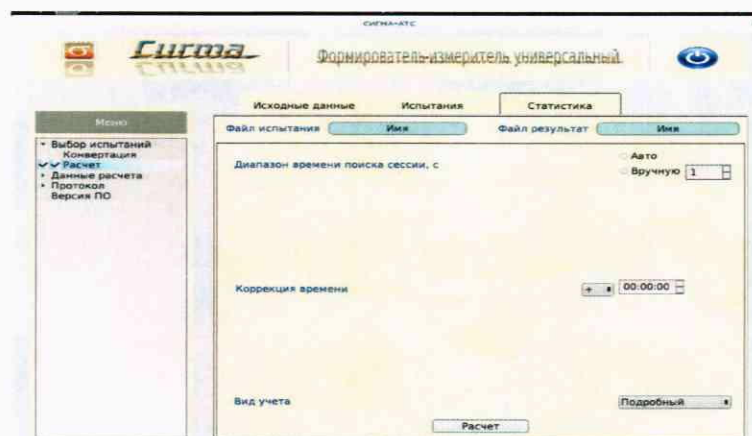 СИГМА-АТС
Сигма
Формирователь-измеритель универсальный
Меню
Выбор испытаний
Конвертация
Расчет
Данные расчета
Протокол
Версия ПО
Исходные данные Испытания Статистика
Файл испытания Имя Файл результат Имя
Диапазон времени поиска сессии, с
Авто
Вручную 1
Коррекция времени + 00:00:00
Вид учета Подробный
Расчет